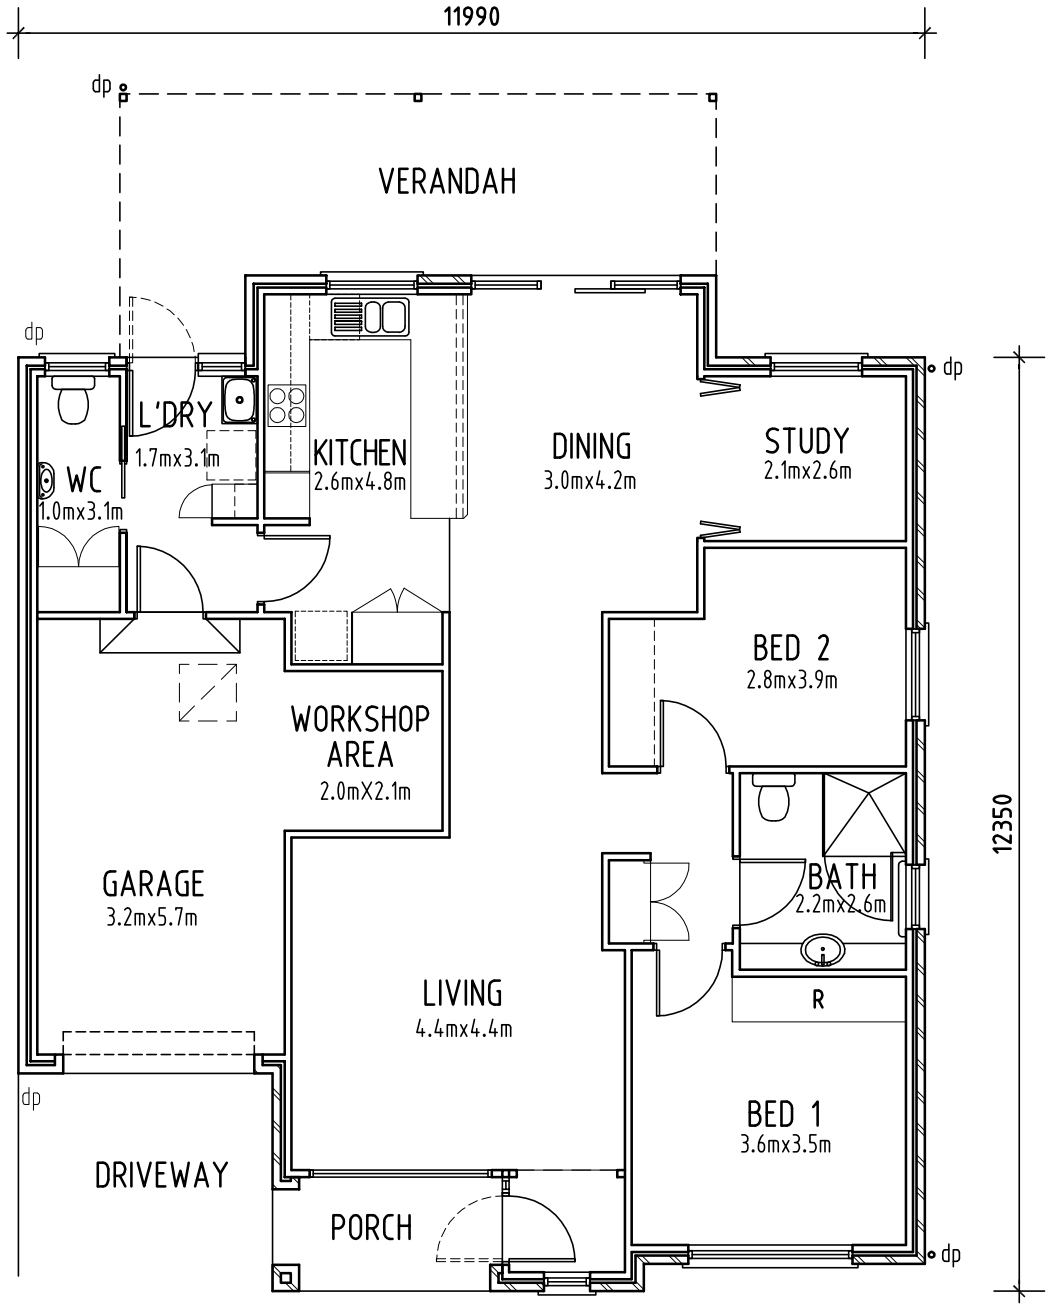 11990
dp
VERANDAH
dp
dp
L'DRY
1.7mx3.1m
WC
1.0mx3.1m
KITCHEN
2.6mx4.8m
DINING
3.0mx4.2m
STUDY
2.1mx2.6m
BED 2
2.8mx3.9m
WORKSHOP
AREA
2.0mX2.1m
12350
GARAGE
3.2mx5.7m
BATH
2.2mx2.6m
LIVING
4.4mx4.4m
R
dp
BED 1
3.6mx3.5m
DRIVEWAY
PORCH
dp